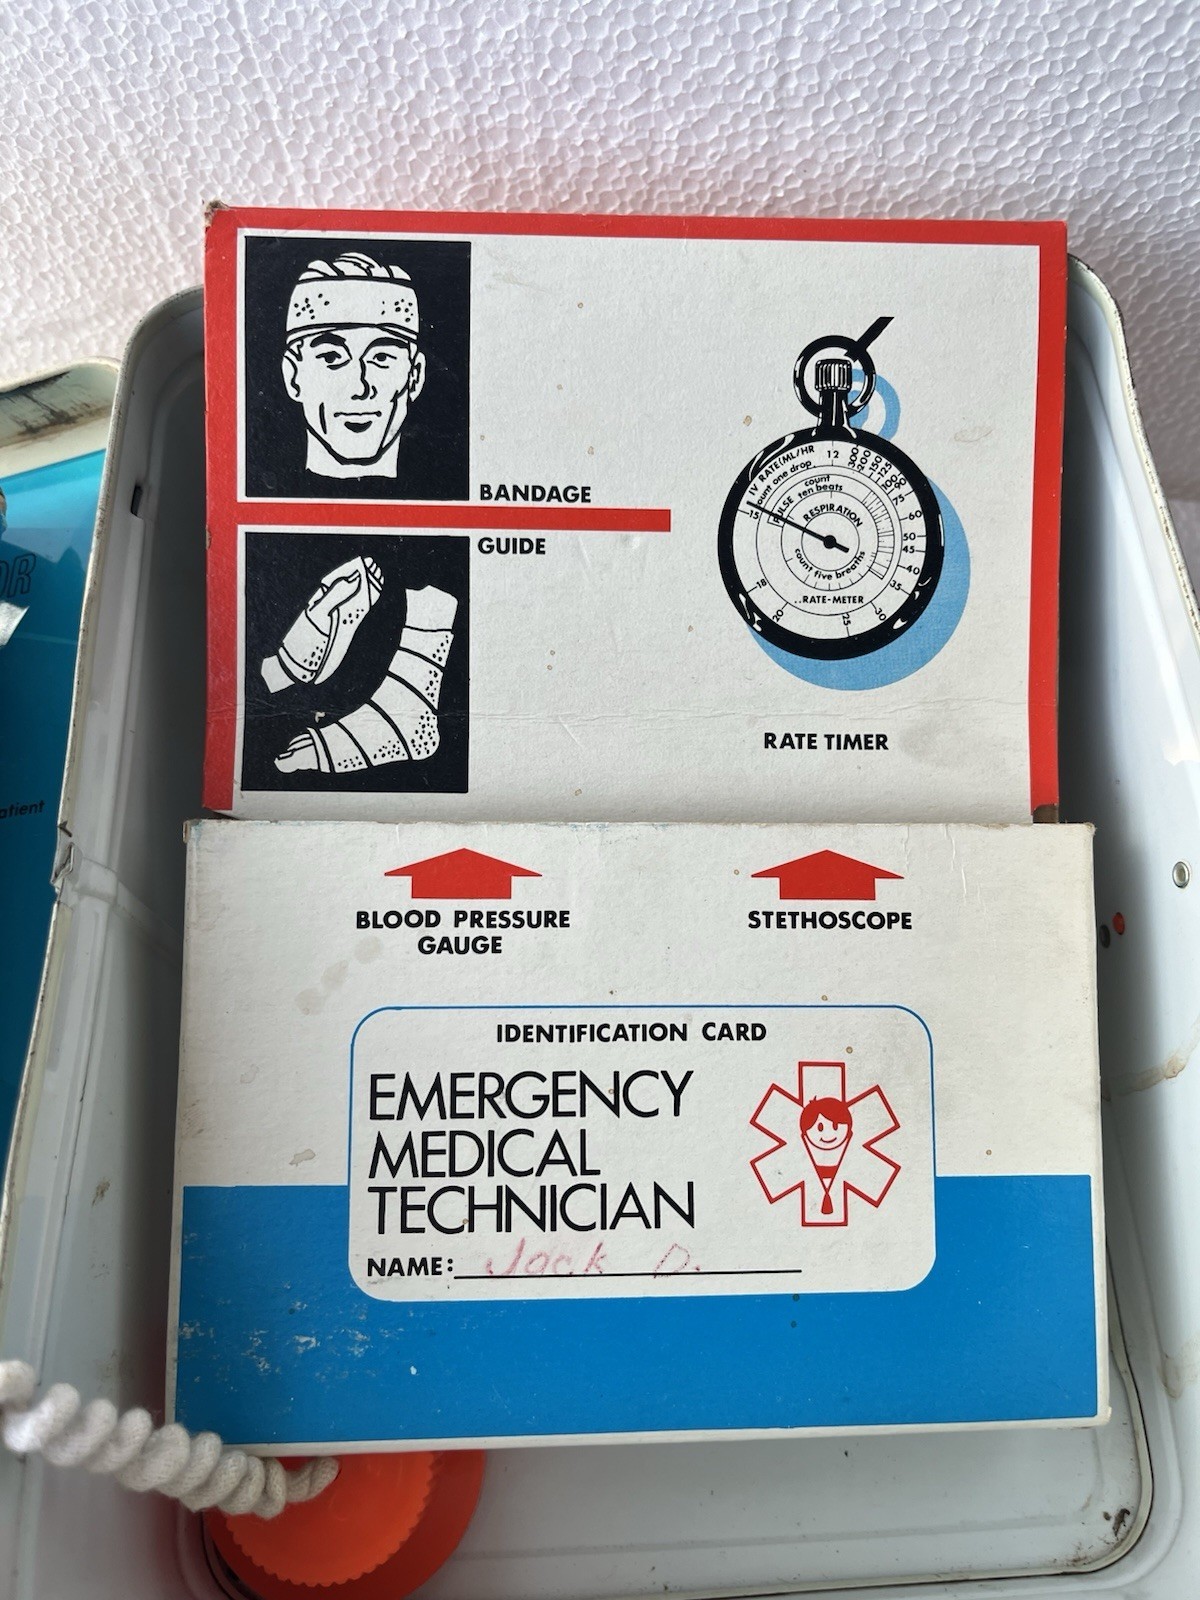 BANDAGE
GUIDE
IV RATE(ML/HR
count one drop.
12
300
200
150
125
100
90
75
60
50
45
40
35
30
25
20
18
15
PULSE count
ten beats
RESPIRATION
count five breaths
..RATE-METER
RATE TIMER
BLOOD PRESSURE
GAUGE
STETHOSCOPE
IDENTIFICATION CARD
EMERGENCY
MEDICAL
TECHNICIAN
NAME: Jack D.